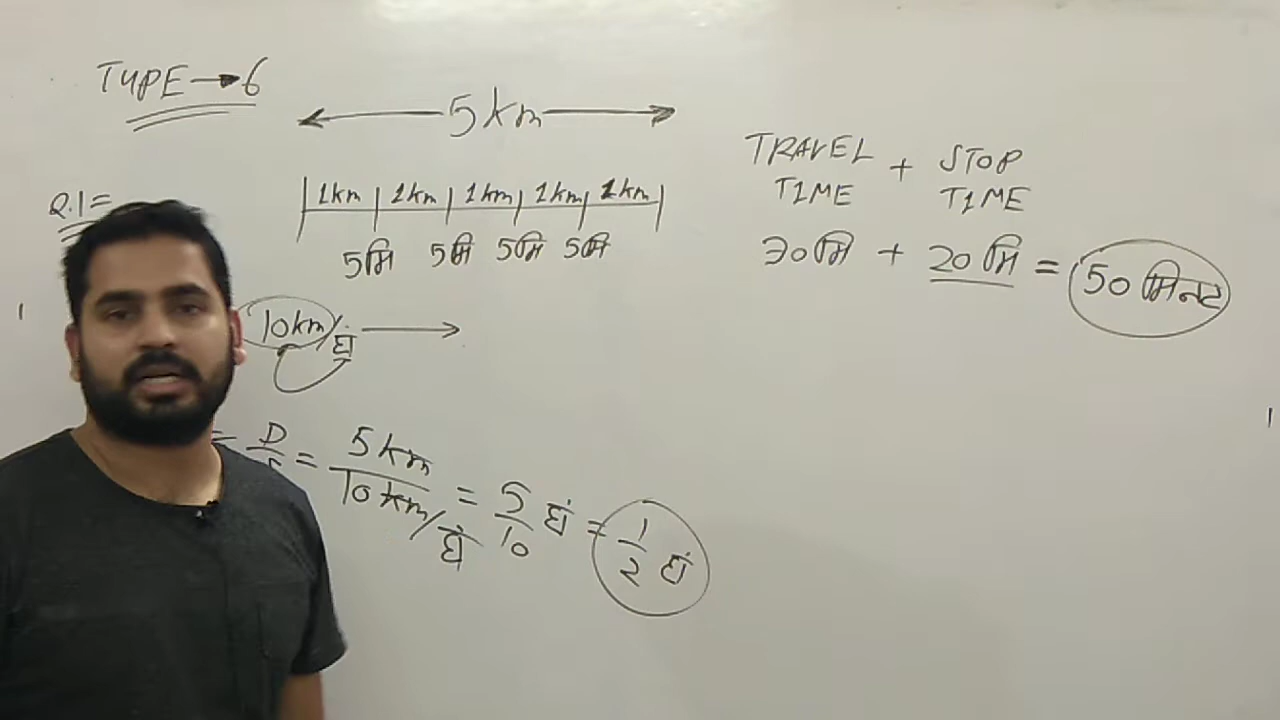 TYPE → 6
5 km
Q.1=
1km 1km 1km 1km 1km
5मि 5मि 5मि 5मि
10km/घं
= D/ = 5 km / 10 km/घं = 5/10 घं = 1/2 घं
TRAVEL TIME + STOP TIME
30मि + 20 मि = 50 मिनट